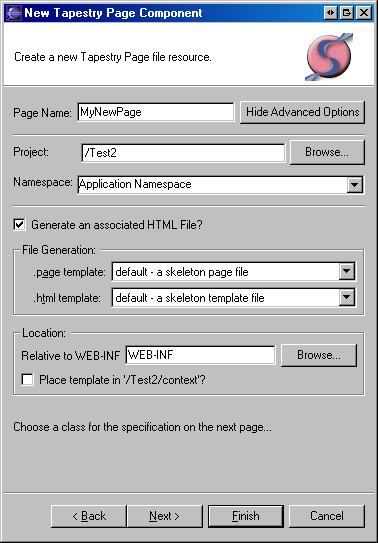 New Tapestry Page Component
Create a new Tapestry Page file resource.
Page Name: MyNewPage Hide Advanced Options
Project: /Test2 Browse...
Namespace: Application Namespace
Generate an associated HTML File?
File Generation:
.page template: default - a skeleton page file
.html template: default - a skeleton template file
Location:
Relative to WEB-INF WEB-INF Browse...
Place template in '/Test2/context'?
Choose a class for the specification on the next page...
< Back Next > Finish Cancel